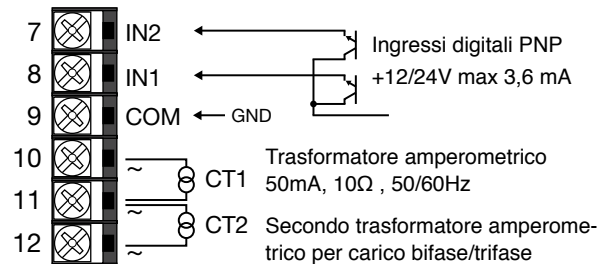 7 IN2
Ingressi digitali PNP
8 IN1
+12/24V max 3,6 mA
9 COM GND
10 ~
CT1
Trasformatore amperometrico
50mA, 10Ω , 50/60Hz
11 ~
CT2
Secondo trasformatore amperome-
trico per carico bifase/trifase
12 ~